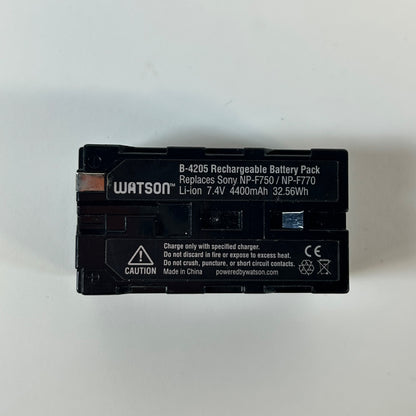 B-4205 Rechargeable Battery Pack
Replaces Sony NP-F750 / NP-F770
WATSON™ Li-ion 7.4V 4400mAh 32.56Wh
Charge only with specified charger.
Do not discard in fire or expose to excess heat.
Do not crush, puncture, or short circuit contacts.
CAUTION Made in China poweredbywatson.com
CE